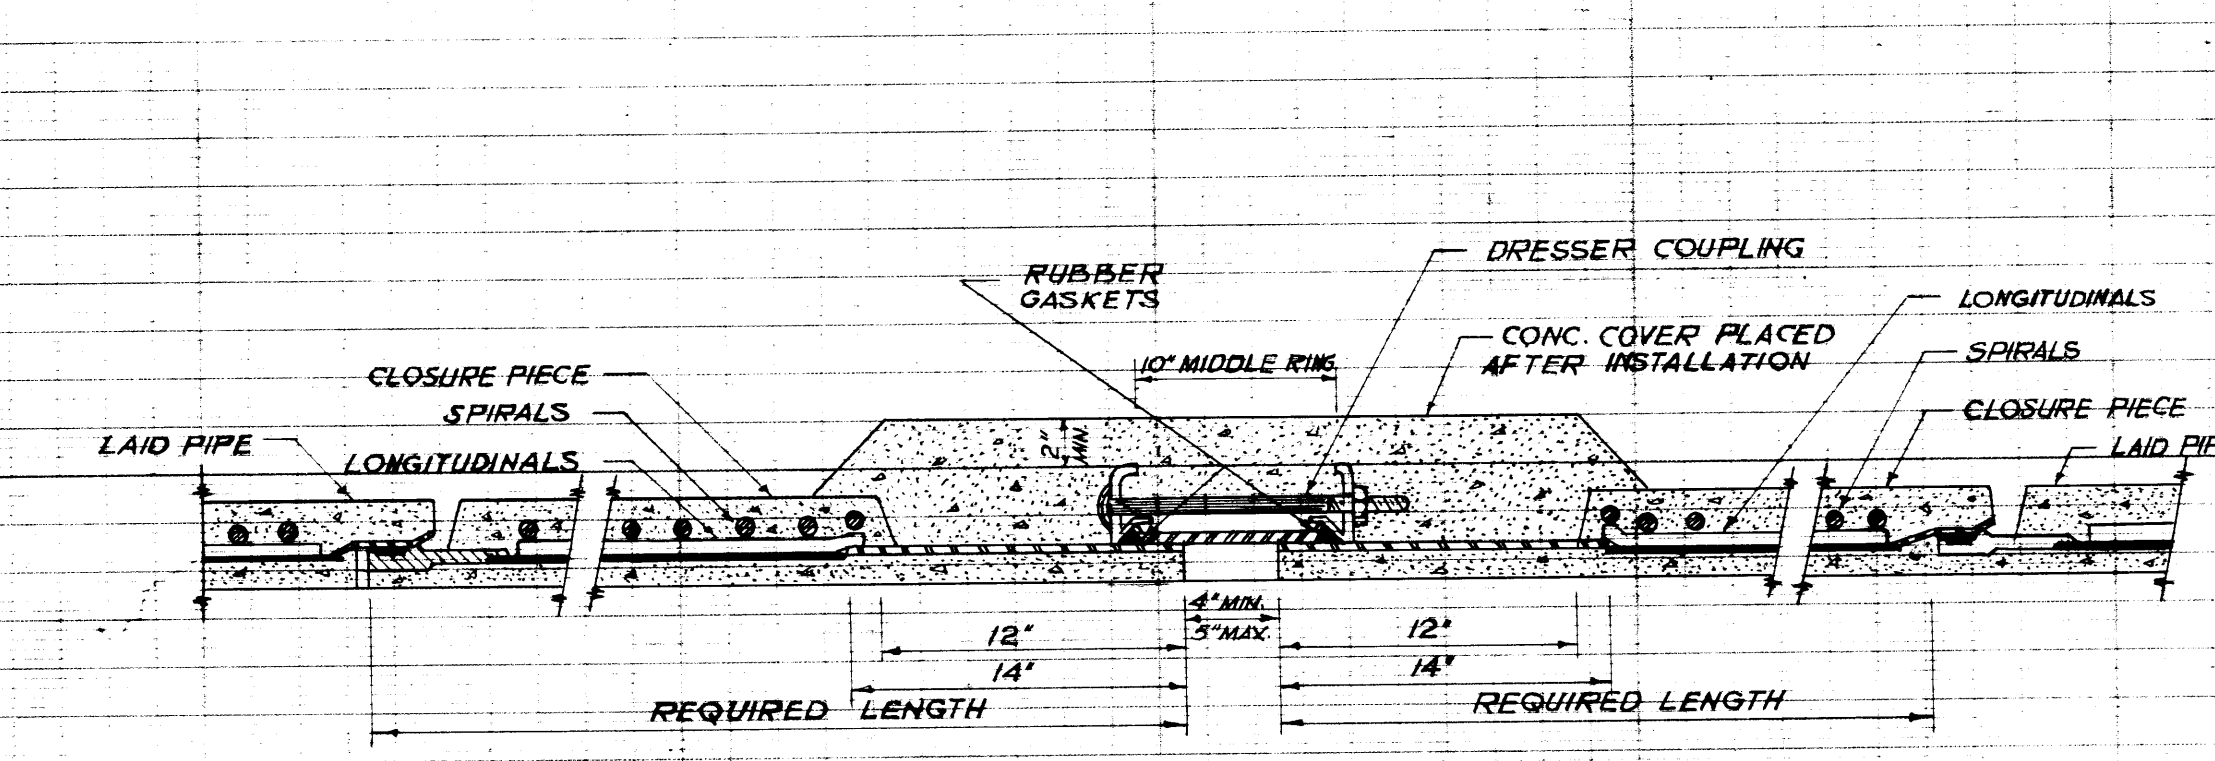 DRESSER COUPLING
RUBBER
GASKETS
LONGITUDINALS
CONC. COVER PLACED
AFTER INSTALLATION
10" MIDDLE RING
SPIRALS
CLOSURE PIECE
SPIRALS
CLOSURE PIECE
LAID PIPE
LONGITUDINALS
2"
MIN.
LAID PIP
4" MIN.
5" MAX.
12"
12"
14"
14"
REQUIRED LENGTH
REQUIRED LENGTH